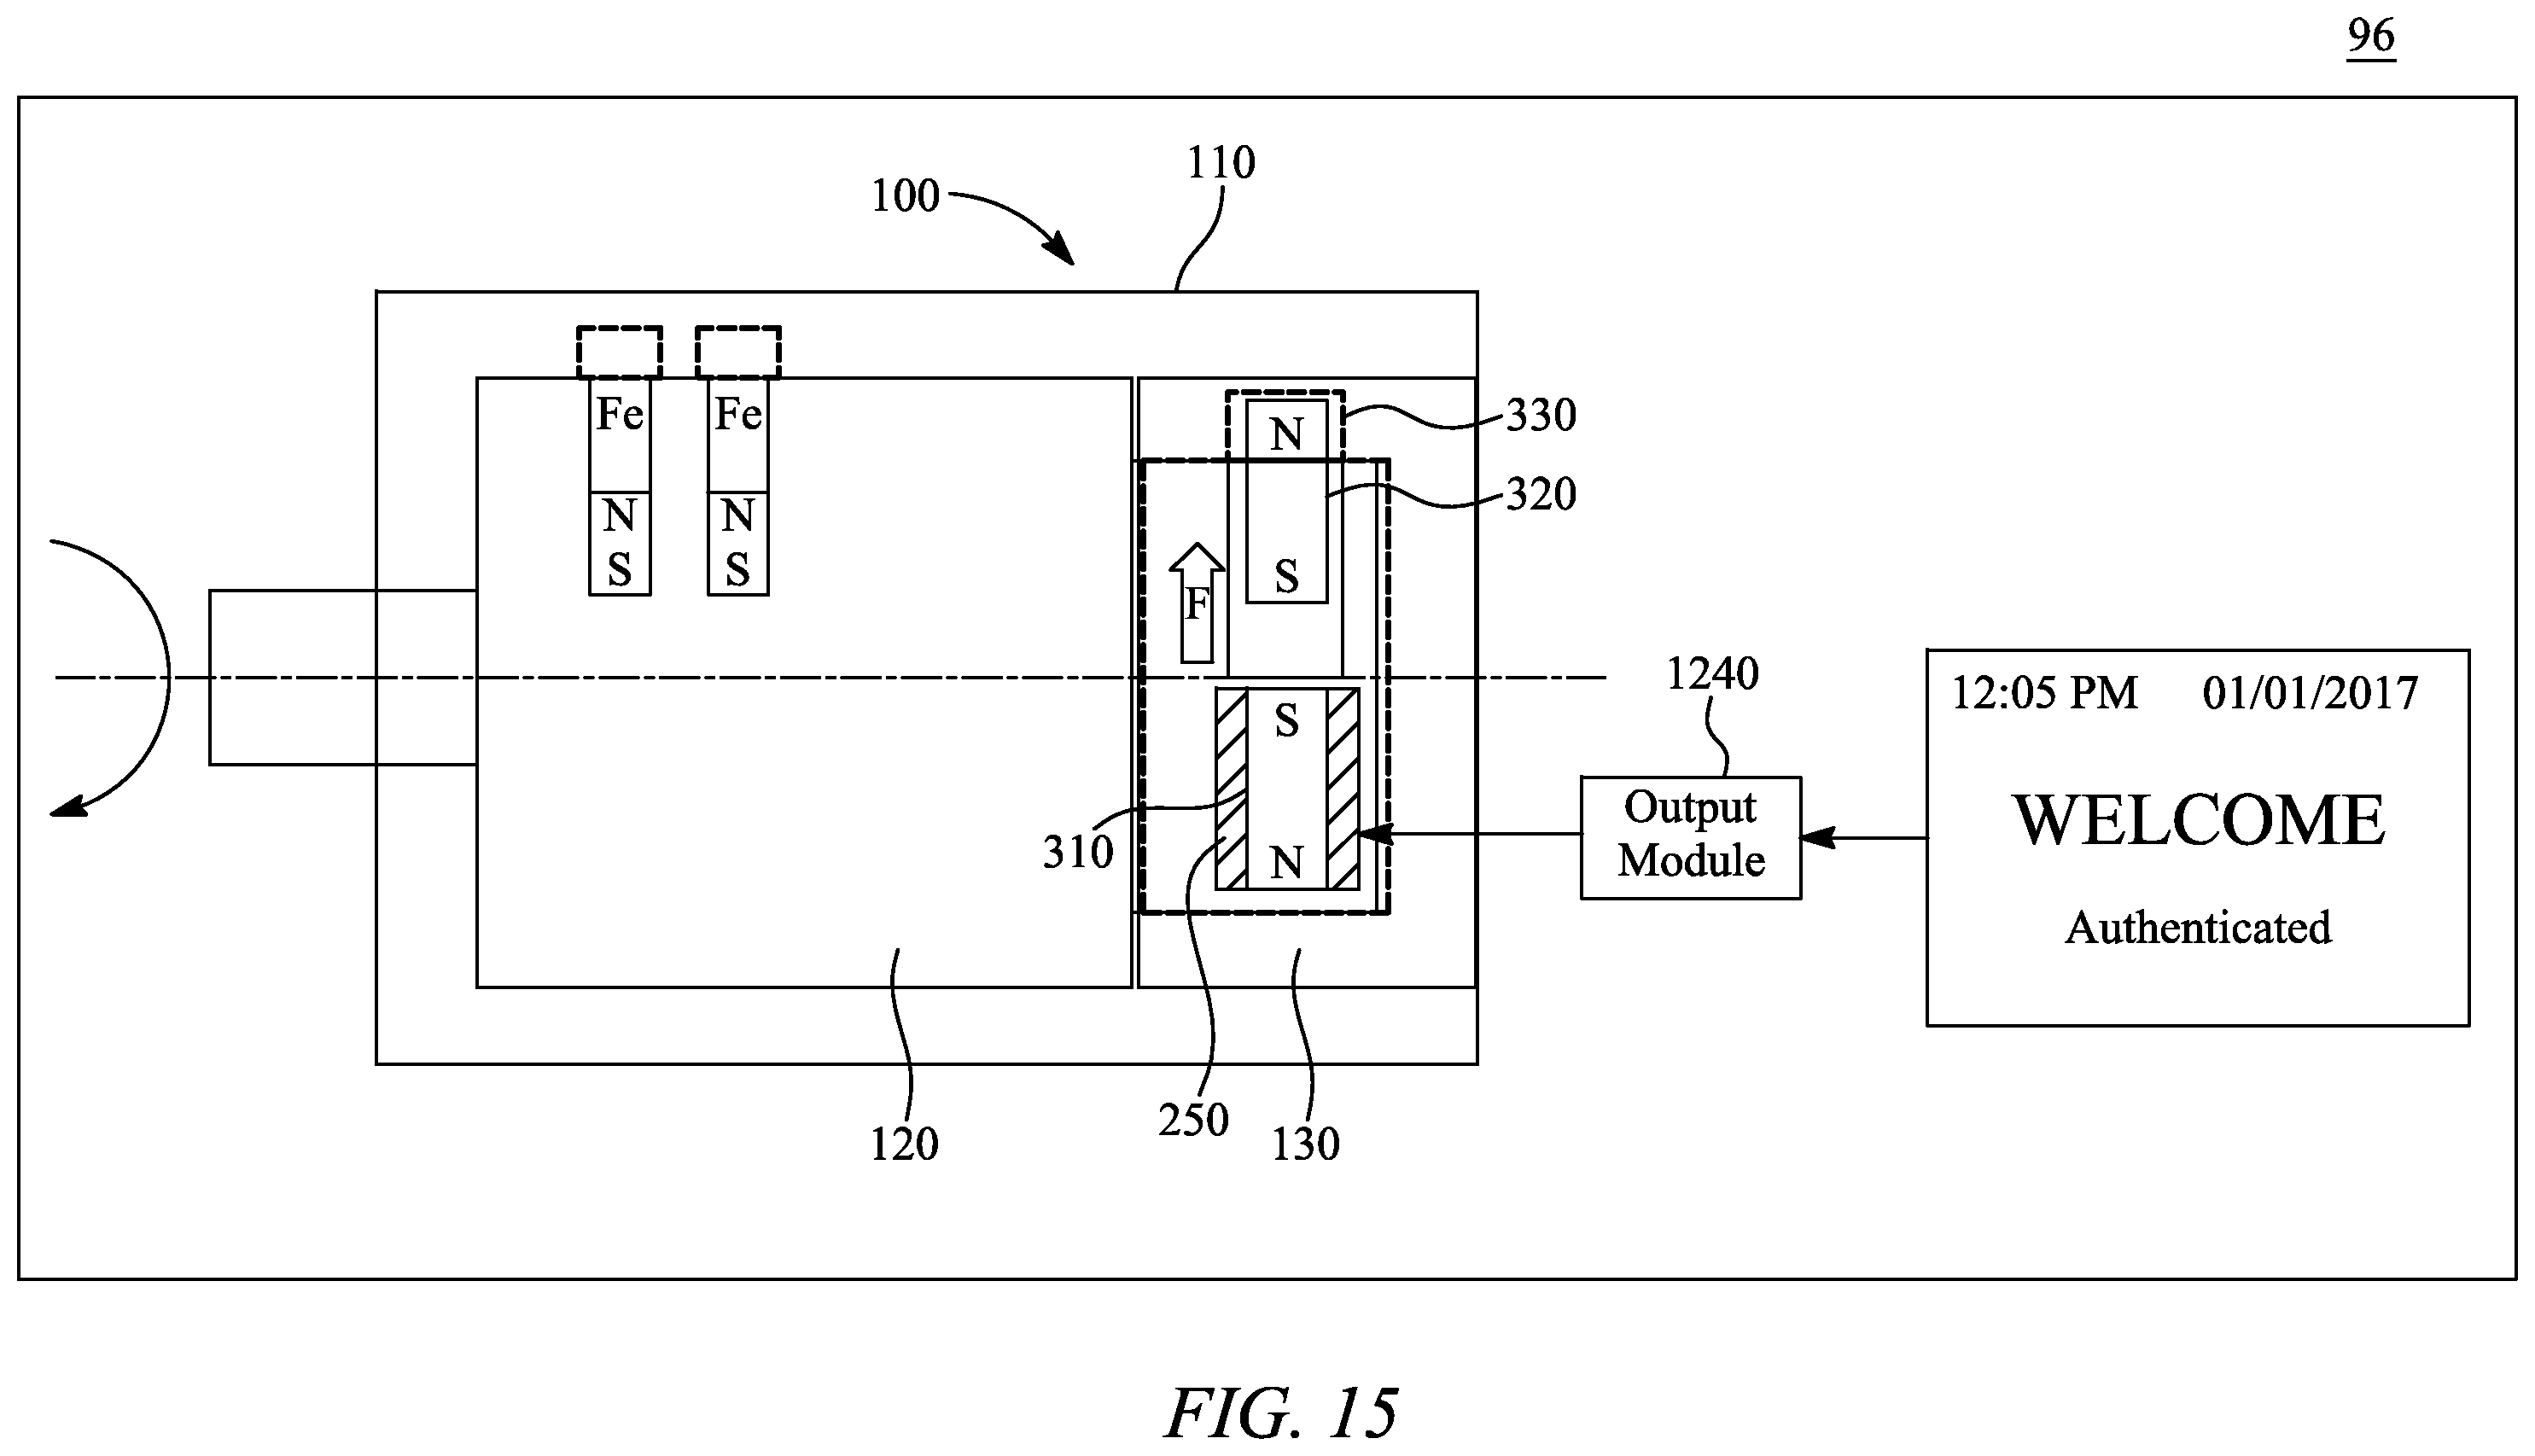 96
110
100
Fe
Fe
N
330
N
N
320
S
S
S
F
1240
12:05 PM 01/01/2017
S
Output
Module
WELCOME
310
N
Authenticated
250
120
130
FIG. 15